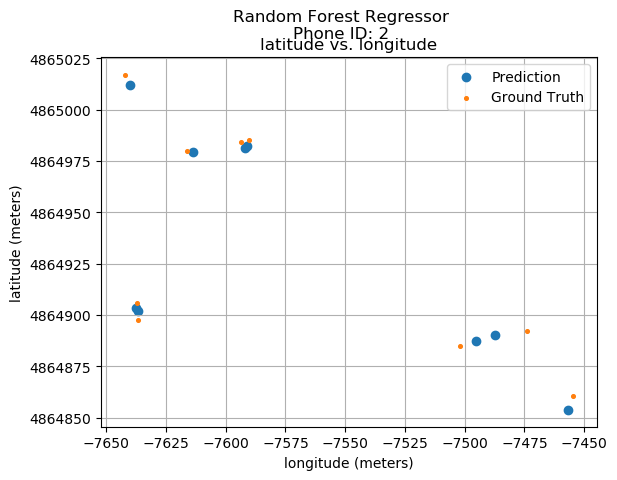 Random Forest Regressor
Phone ID: 2
latitude vs. longitude
4865025
4865000
4864975
4864950
4864925
4864900
4864875
4864850
latitude (meters)
Prediction
Ground Truth
−7650 −7625 −7600 −7575 −7550 −7525 −7500 −7475 −7450
longitude (meters)